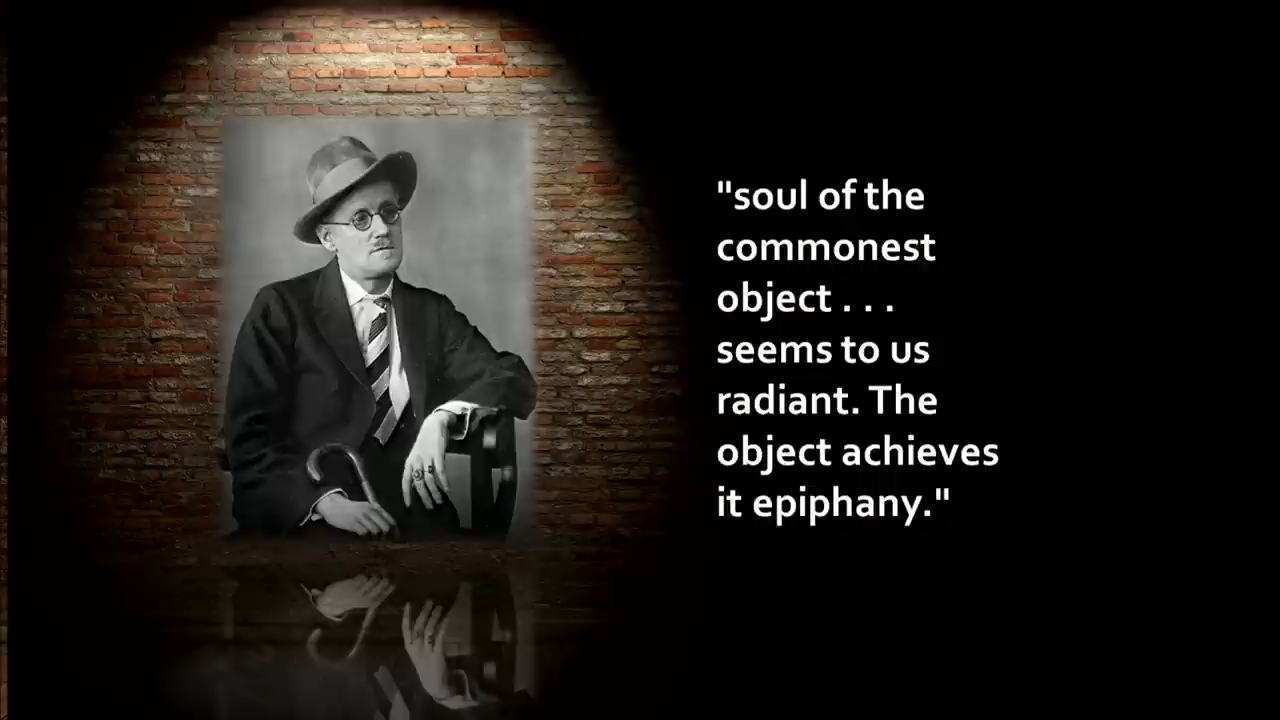 "soul of the
commonest
object . . .
seems to us
radiant. The
object achieves
it epiphany."